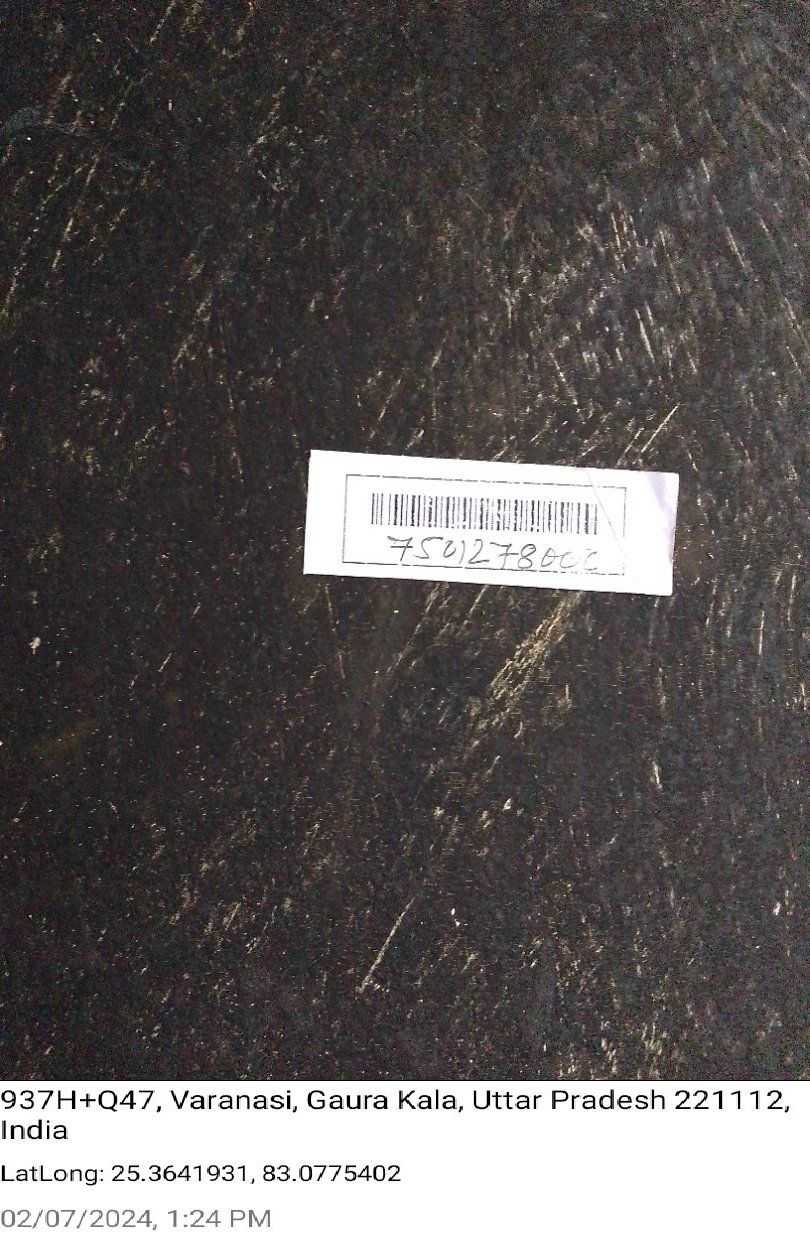 7501278000
937H+Q47, Varanasi, Gaura Kala, Uttar Pradesh 221112,
India
LatLong: 25.3641931, 83.0775402
02/07/2024, 1:24 PM